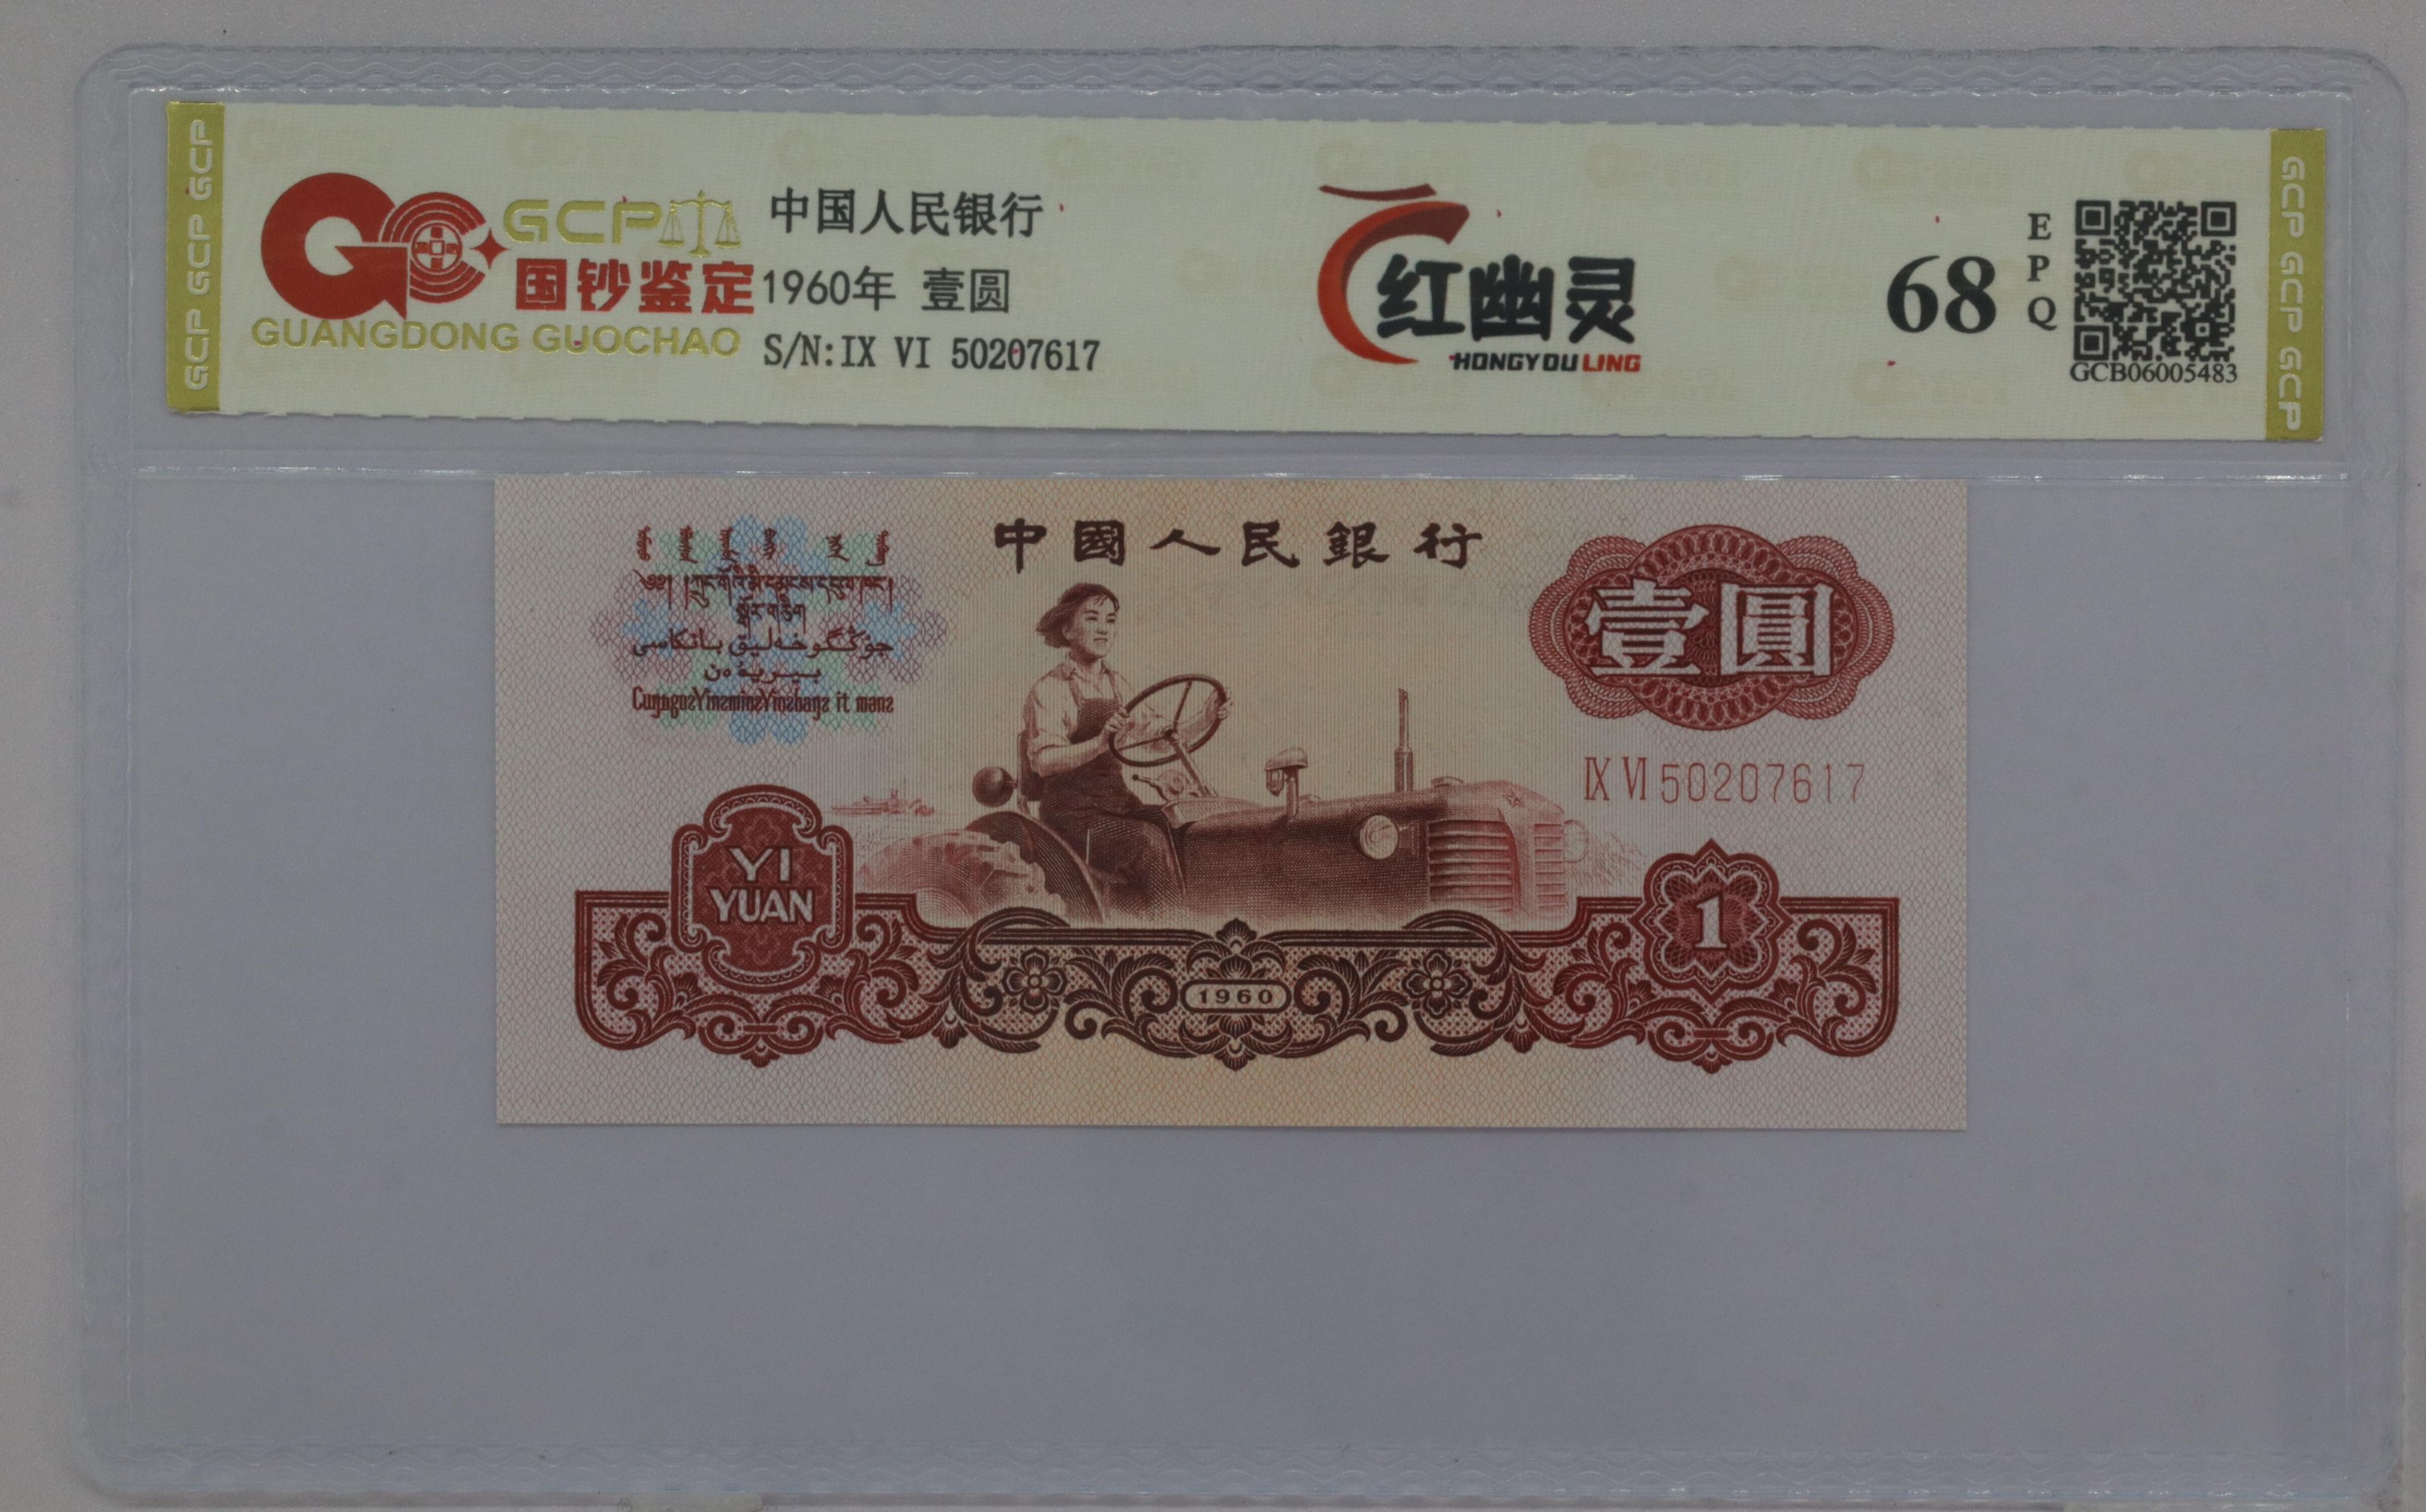 GCP GCP GCP
GCP
国钞鉴定
GUANGDONG GUOCHAO
中国人民银行
1960年 壹圆
S/N:IX VI 50207617
红幽灵
HONGYOULING
68
EPQ
GCB06005483
GCP GCP GCP
中國人民銀行
壹圓
IX VI 50207617
YI
YUAN
1960
1